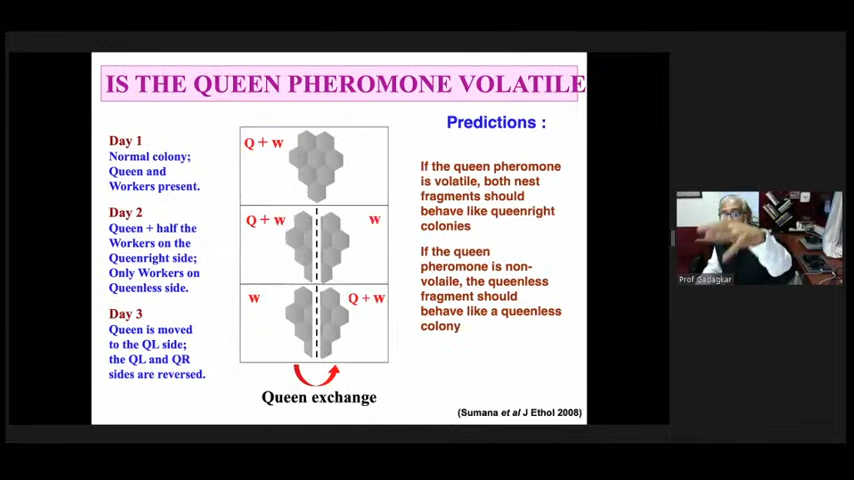 IS THE QUEEN PHEROMONE VOLATILE
Day 1
Normal colony;
Queen and
Workers present.
Day 2
Queen + half the
Workers on the
Queenright side;
Only Workers on
Queenless side.
Day 3
Queen is moved
to the QL side;
the QL and QR
sides are reversed.
Q + w
Q + w
w
w
Q + w
Queen exchange
Predictions :
If the queen pheromone
is volatile, both nest
fragments should
behave like queenright
colonies
If the queen
pheromone is non-
volaile, the queenless
fragment should
behave like a queenless
colony
(Sumana et al J Ethol 2008)
Prof Gadagkar